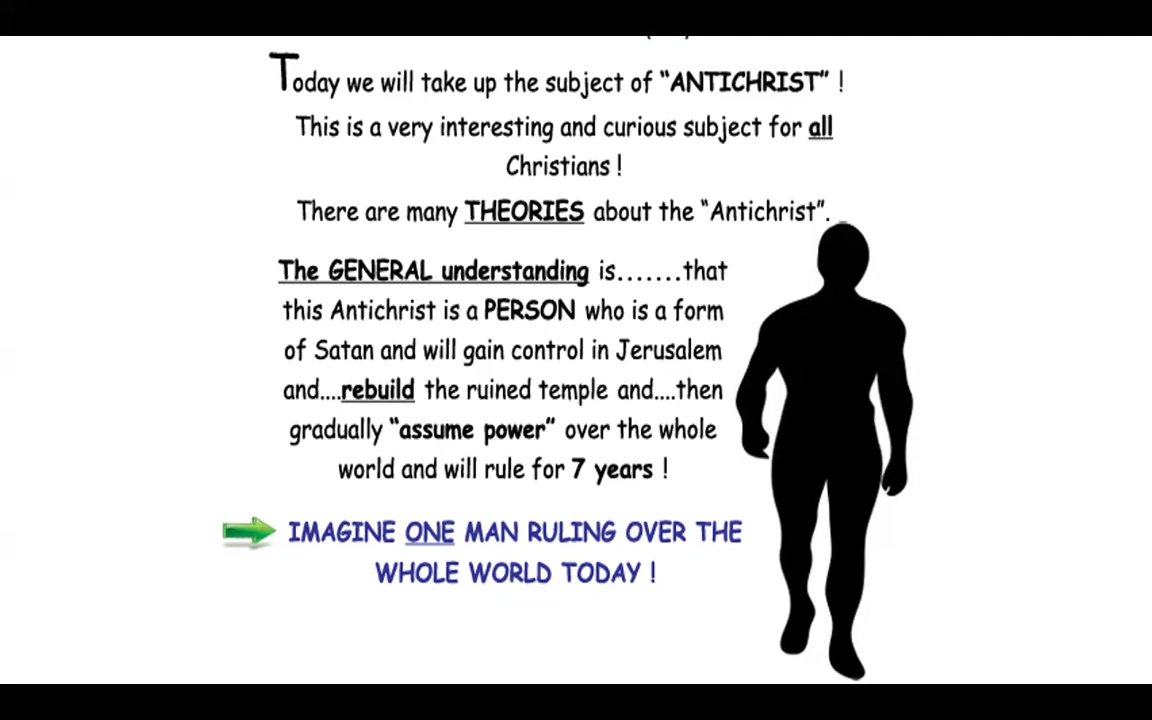 Today we will take up the subject of “ANTICHRIST” !
This is a very interesting and curious subject for all
Christians !
There are many THEORIES about the “Antichrist”.
The GENERAL understanding is.......that
this Antichrist is a PERSON who is a form
of Satan and will gain control in Jerusalem
and....rebuild the ruined temple and....then
gradually “assume power” over the whole
world and will rule for 7 years !
IMAGINE ONE MAN RULING OVER THE
WHOLE WORLD TODAY !